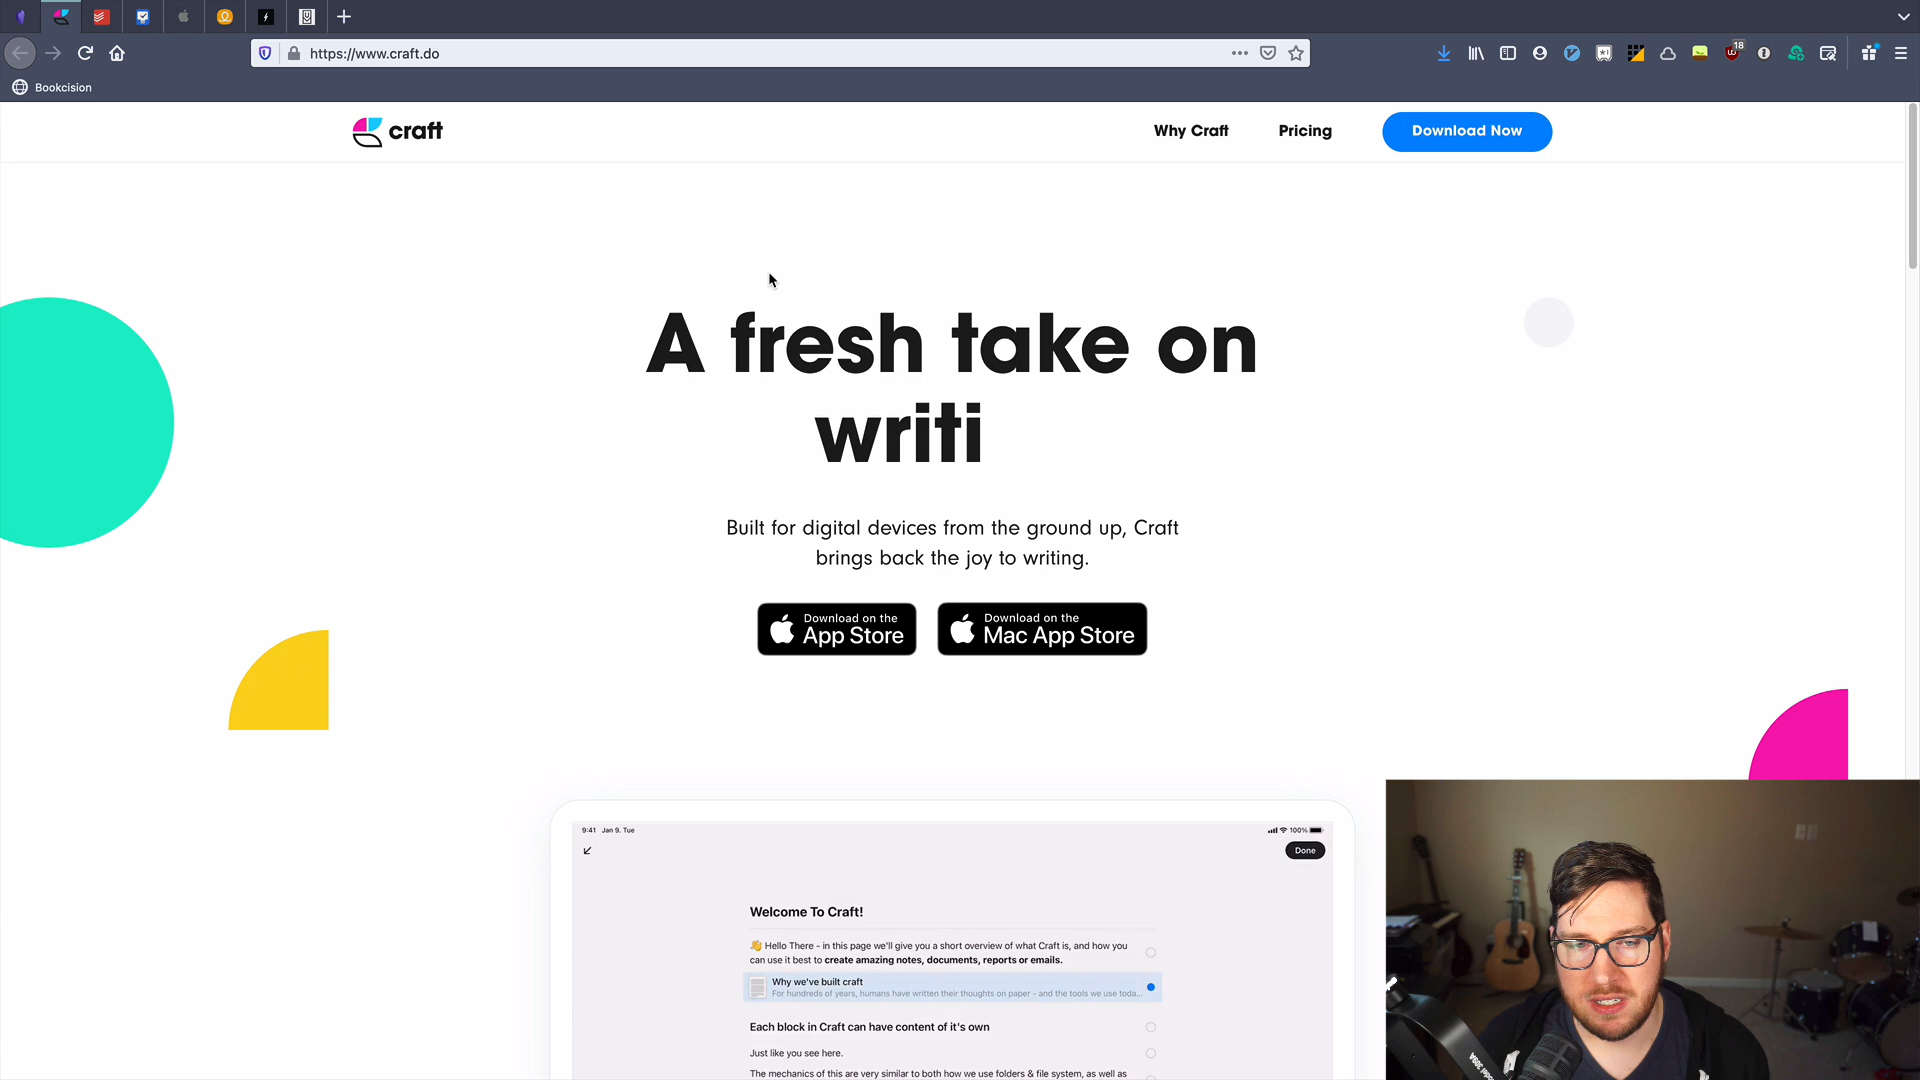 https://www.craft.do
18
Bookcision
craft
Why Craft
Pricing
Download Now
A fresh take on
writi
Built for digital devices from the ground up, Craft
brings back the joy to writing.
Download on the
App Store
Download on the
Mac App Store
9:41 Jan 9. Tue
100%
Done
Welcome To Craft!
👋 Hello There - in this page we'll give you a short overview of what Craft is, and how you
can use it best to create amazing notes, documents, reports or emails.
Why we've built craft
For hundreds of years, humans have written their thoughts on paper - and the tools we use toda...
Each block in Craft can have content of it's own
Just like you see here.
The mechanics of this are very similar to both how we use folders & file system, as well as